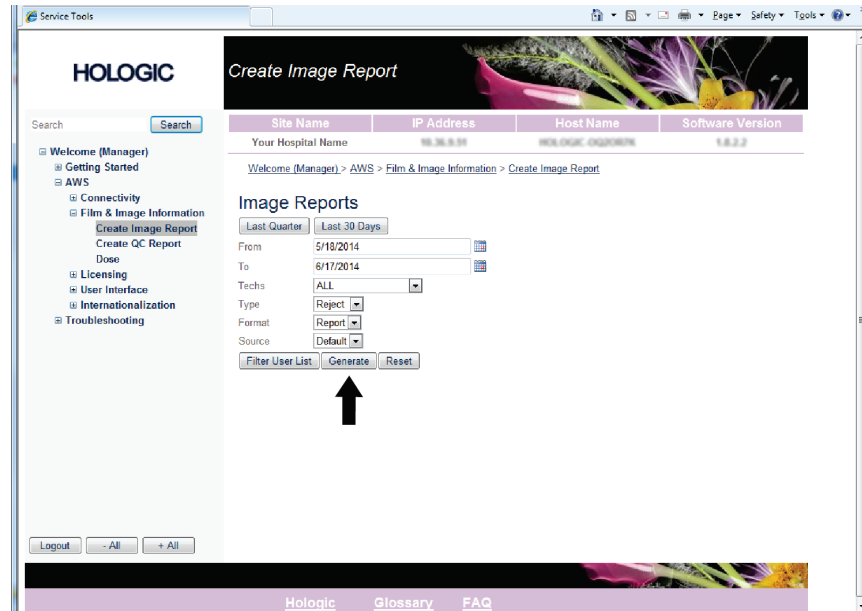 Service Tools
Page Safety Tools
HOLOGIC
Create Image Report
Search Search
Site Name IP Address Host Name Software Version
Your Hospital Name 1.8.2.2
Welcome (Manager) > AWS > Film & Image Information > Create Image Report
Welcome (Manager)
Getting Started
AWS
Connectivity
Film & Image Information
Create Image Report
Create QC Report
Dose
Licensing
User Interface
Internationalization
Troubleshooting
Image Reports
Last Quarter Last 30 Days
From 5/18/2014
To 6/17/2014
Techs ALL
Type Reject
Format Report
Source Default
Filter User List Generate Reset
Logout - All + All
Hologic Glossary FAQ